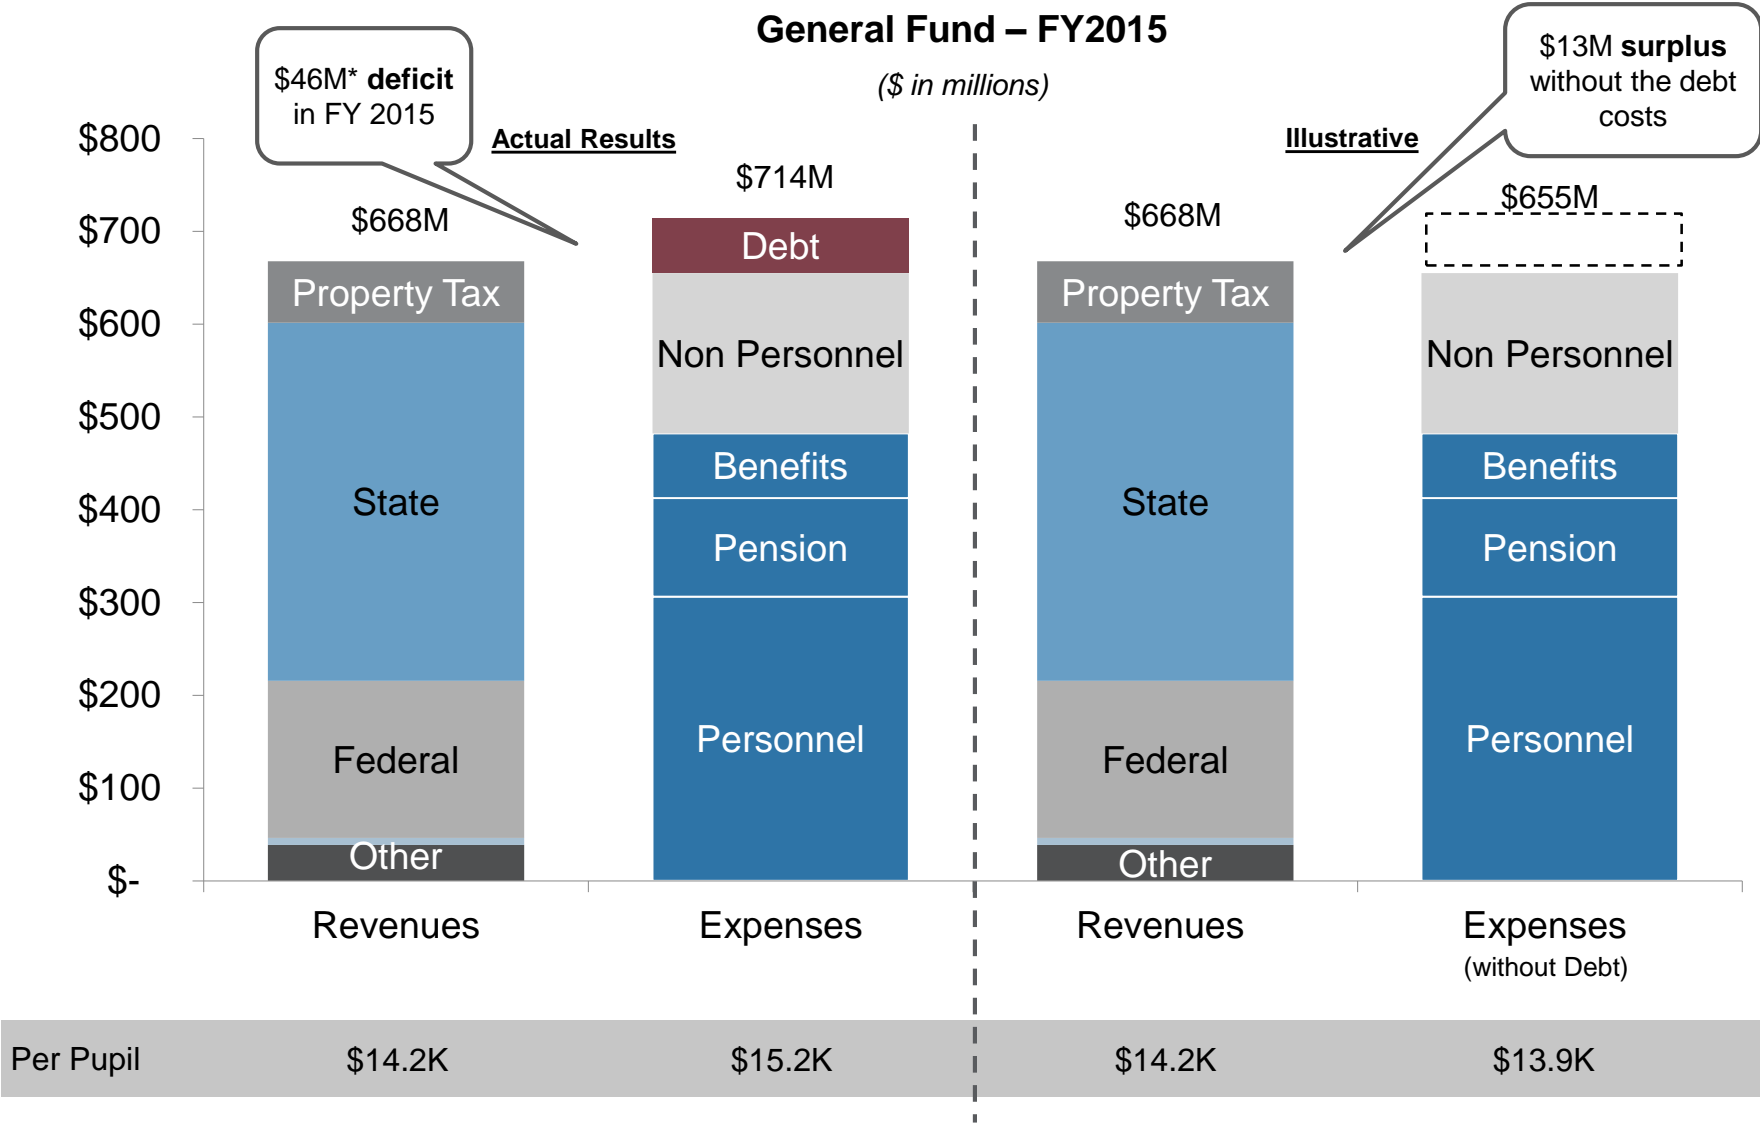 General Fund – FY2015
($ in millions)
$46M* deficit
in FY 2015
$13M surplus
without the debt
costs
Actual Results
Illustrative
$800
$700
$600
$500
$400
$300
$200
$100
$-
$668M
Property Tax
State
Federal
Other
Revenues
$714M
Debt
Non Personnel
Benefits
Pension
Personnel
Expenses
$668M
Property Tax
State
Federal
Other
Revenues
$655M
Non Personnel
Benefits
Pension
Personnel
Expenses
(without Debt)
Per Pupil $14.2K $15.2K $14.2K $13.9K